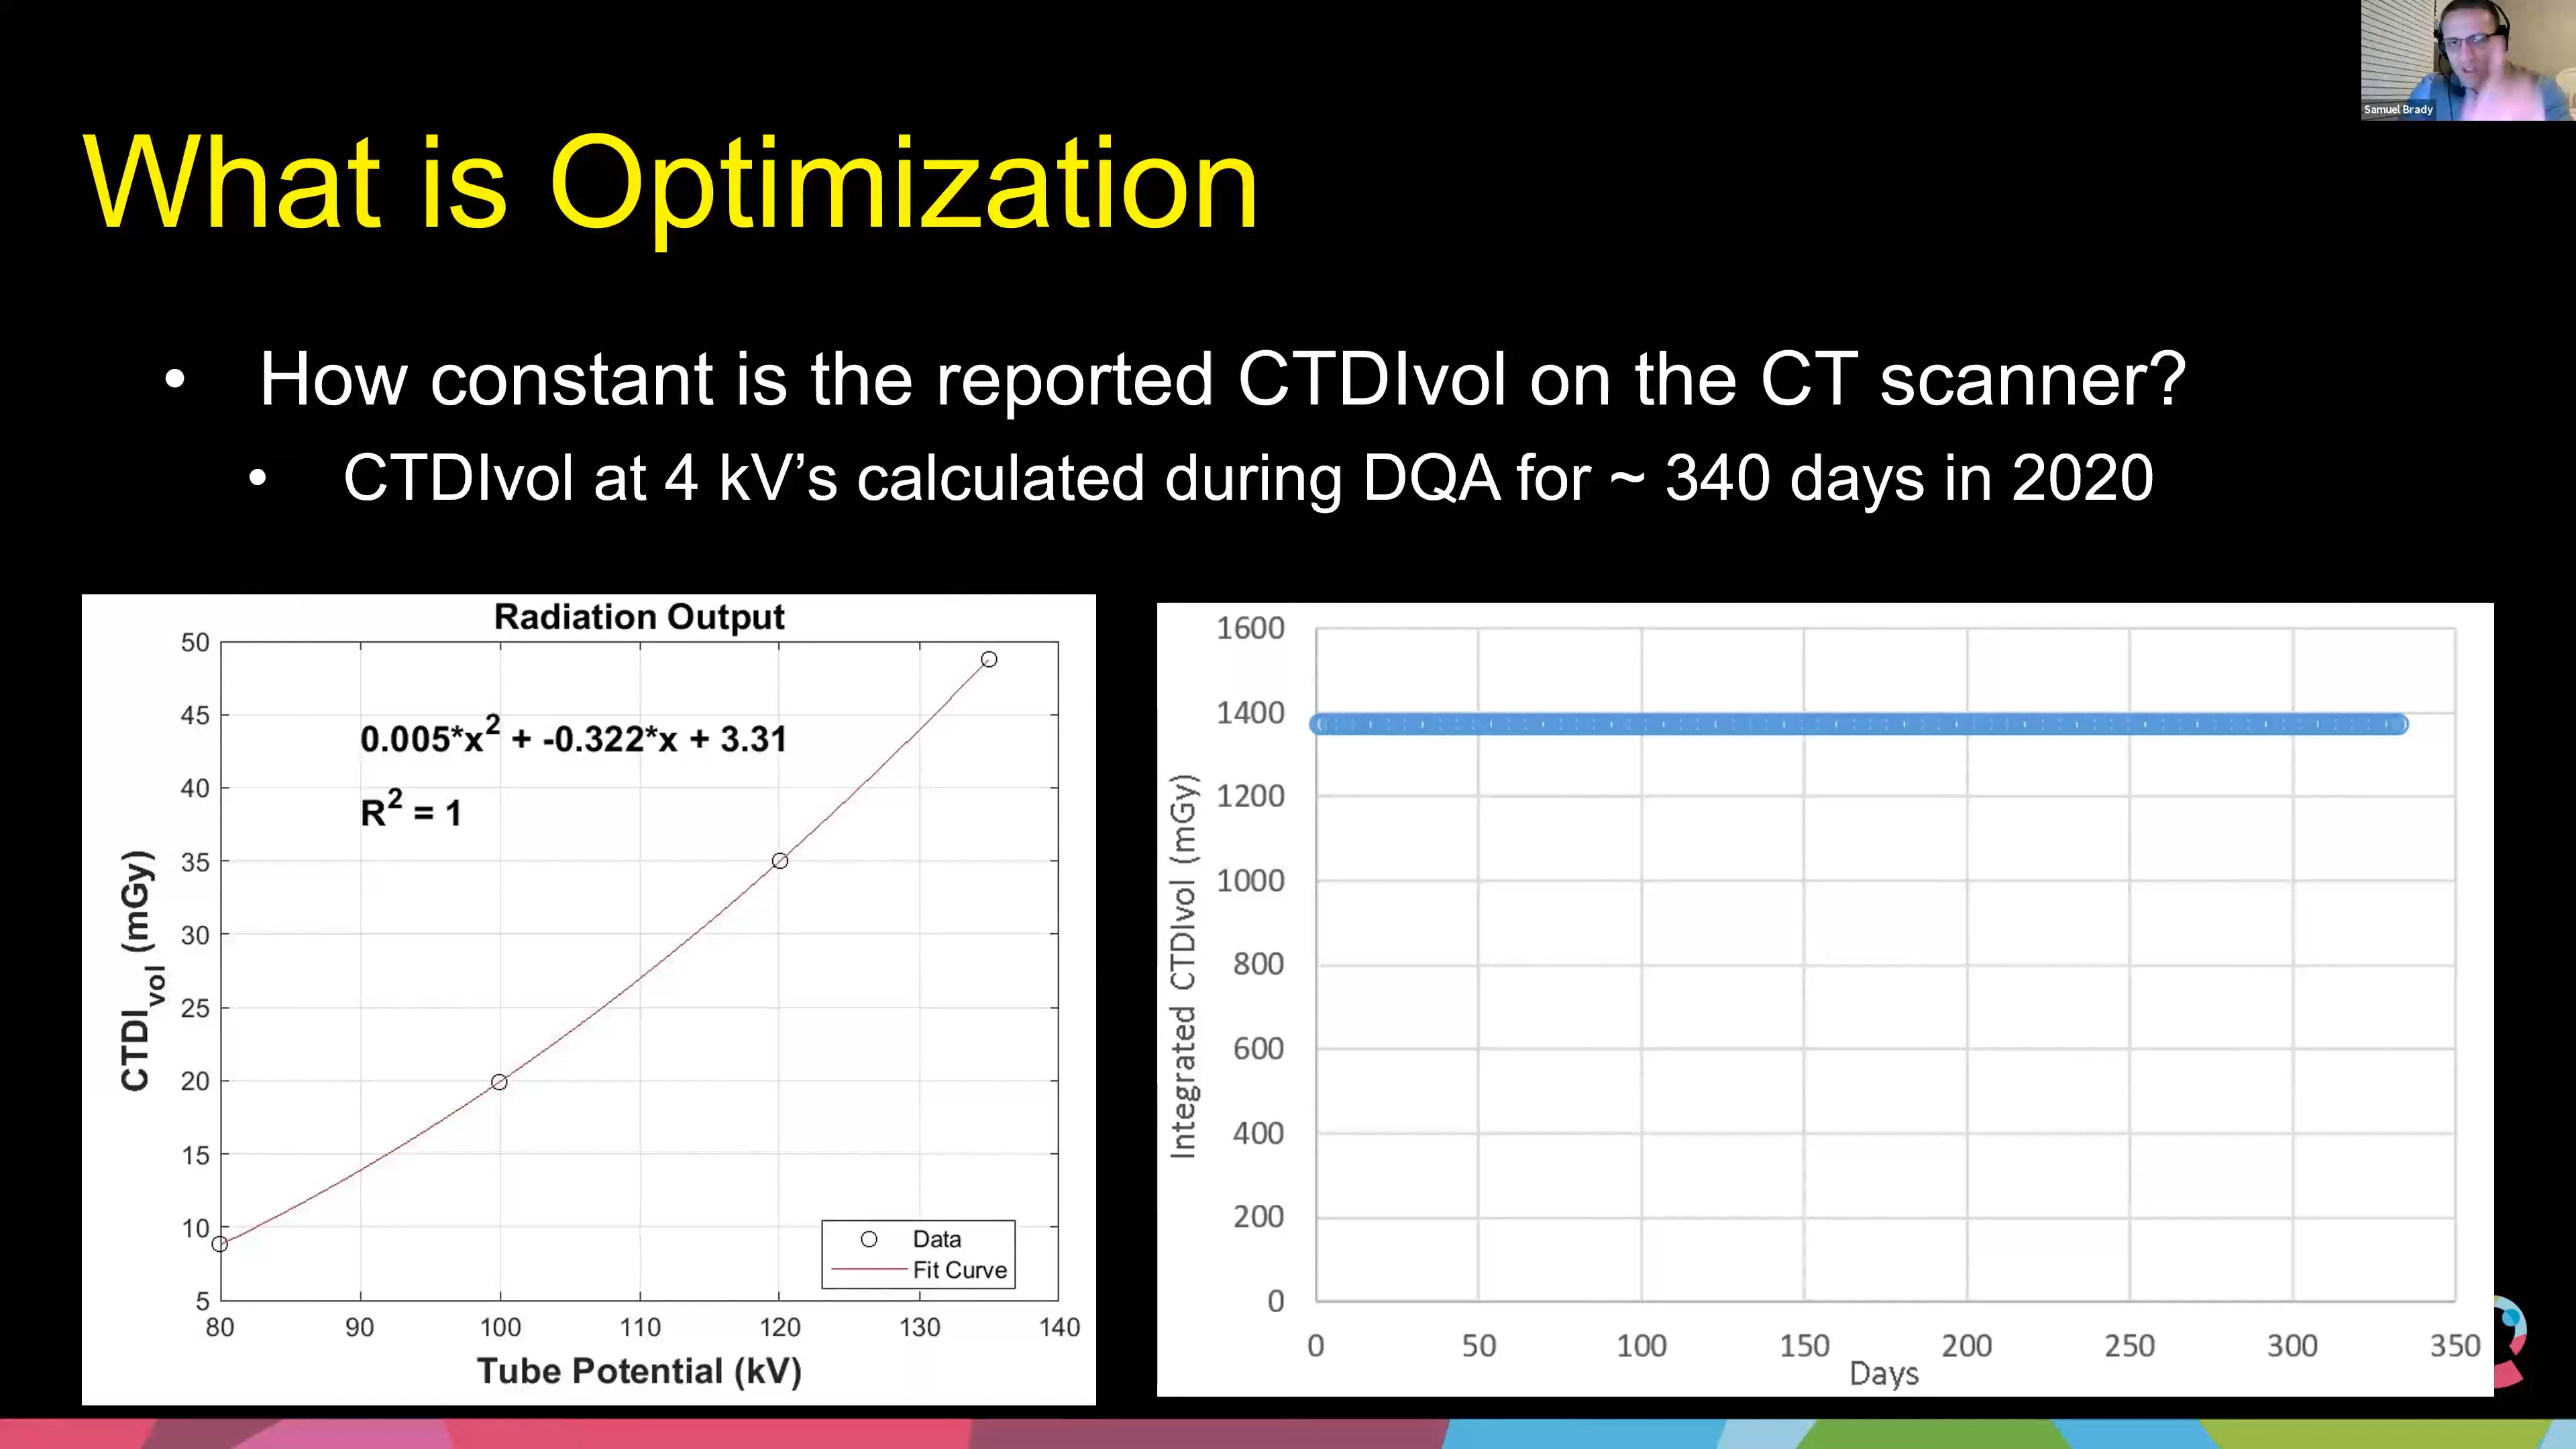 Samuel Brady
What is Optimization
• How constant is the reported CTDIvol on the CT scanner?
• CTDIvol at 4 kV’s calculated during DQA for ~ 340 days in 2020
Radiation Output
50
45
40
35
30
25
20
15
10
5
CTDIvol (mGy)
0.005*x² + -0.322*x + 3.31
R² = 1
Data
Fit Curve
80 90 100 110 120 130 140
Tube Potential (kV)
1600
1400
1200
1000
800
600
400
200
0
Integrated CTDIvol (mGy)
0 50 100 150 200 250 300 350
Days